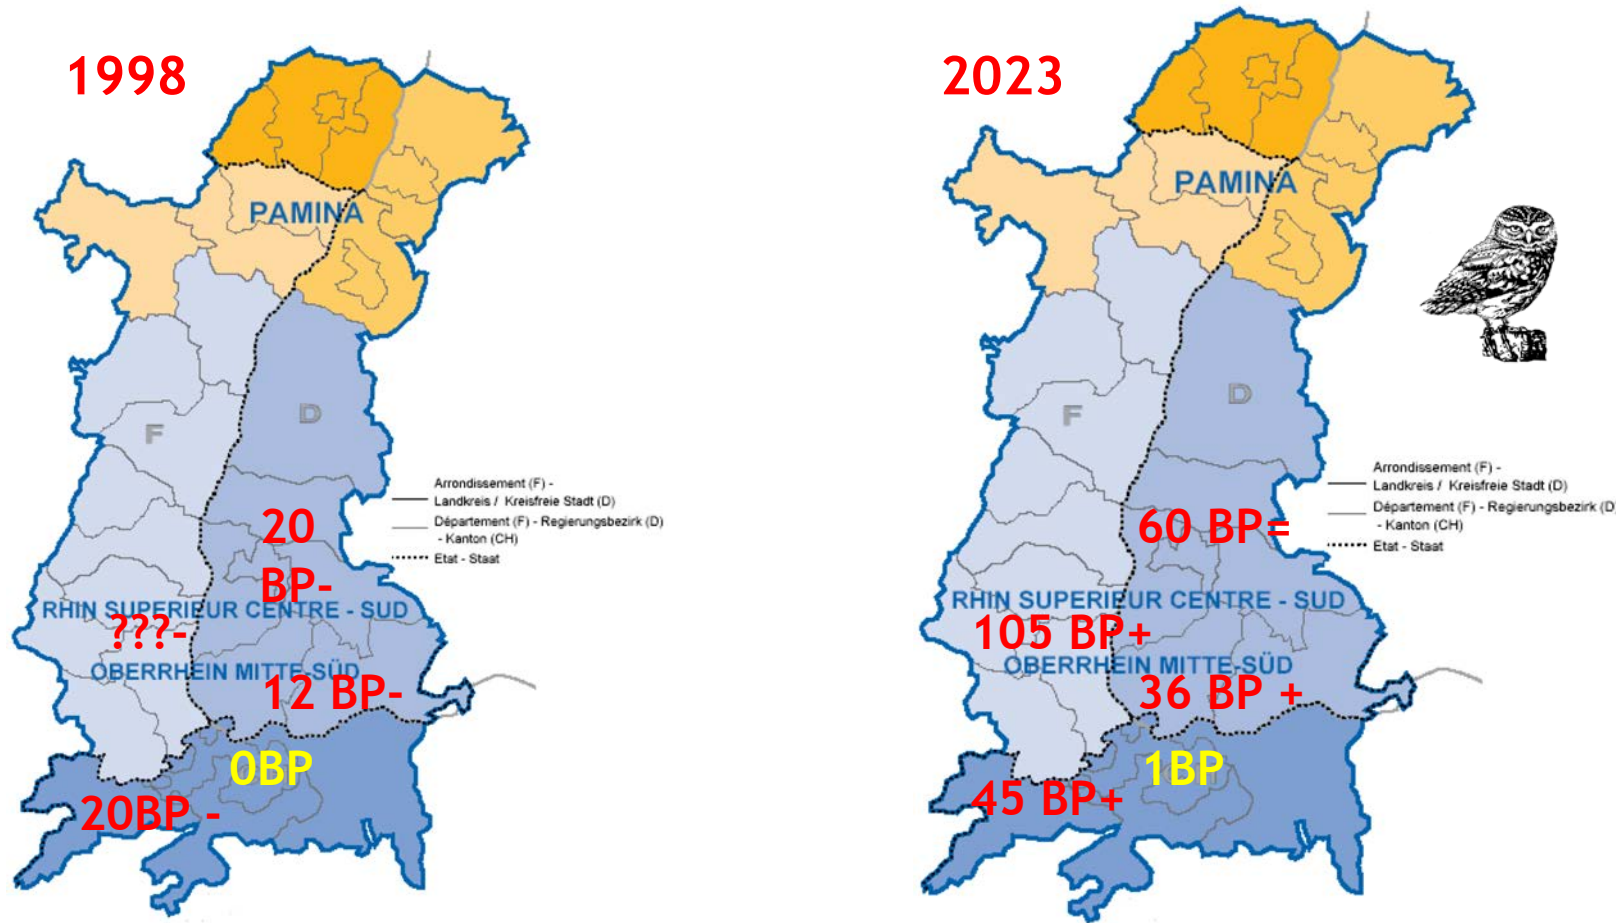 1998
PAMINA
F
D
Arrondissement (F) -
Landkreis / Kreisfreie Stadt (D)
Département (F) - Regierungsbezirk (D)
- Kanton (CH)
Etat - Staat
20
BP-
RHIN SUPERIEUR CENTRE - SUD
???-
OBERRHEIN MITTE-SÜD
12 BP-
0BP
20BP -
2023
PAMINA
F
D
Arrondissement (F) -
Landkreis / Kreisfreie Stadt (D)
Département (F) - Regierungsbezirk (D)
- Kanton (CH)
Etat - Staat
60 BP=
RHIN SUPERIEUR CENTRE - SUD
105 BP+
OBERRHEIN MITTE-SÜD
36 BP +
1BP
45 BP+